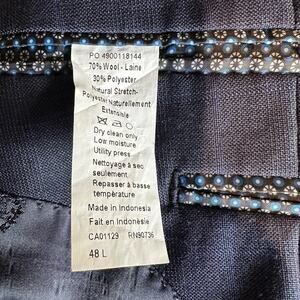 PO 4900118144
70% Wool - Laine
30% Polyester
Natural Stretch-
Polyester Naturellement
Extensible
Dry clean only
Low moisture
Utility press
Nettoyage à sec
seulement
Repasser à basse
température
Made in Indonesia
Fait en Indonésie
CA01129 RN90736
48 L